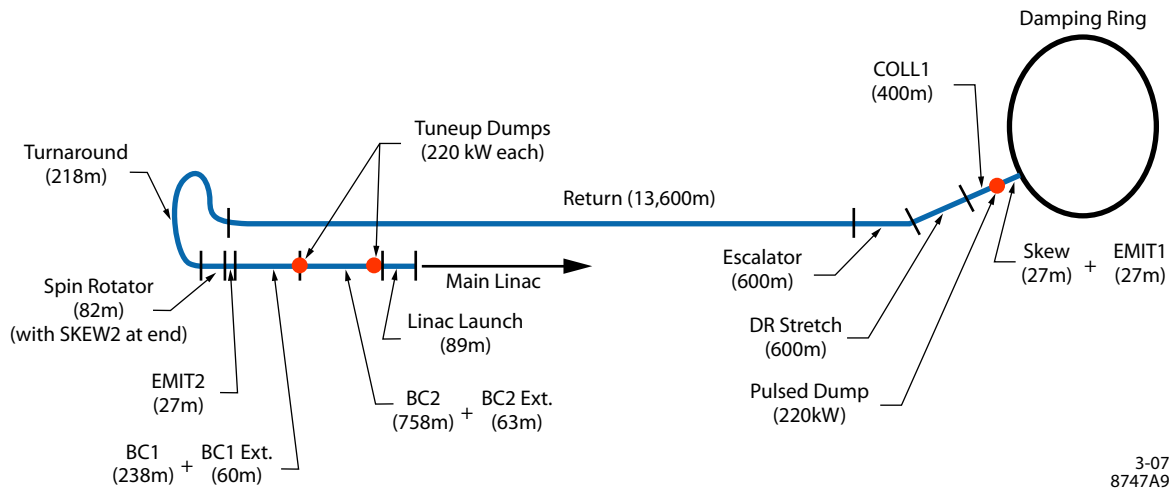 Damping Ring
COLL1
(400m)
Tuneup Dumps
(220 kW each)
Turnaround
(218m)
Return (13,600m)
Escalator
(600m)
Skew
(27m)
+
EMIT1
(27m)
Main Linac
Spin Rotator
(82m)
(with SKEW2 at end)
Linac Launch
(89m)
DR Stretch
(600m)
EMIT2
(27m)
BC2
(758m)
+
BC2 Ext.
(63m)
Pulsed Dump
(220kW)
BC1
(238m)
+
BC1 Ext.
(60m)
3-07
8747A9